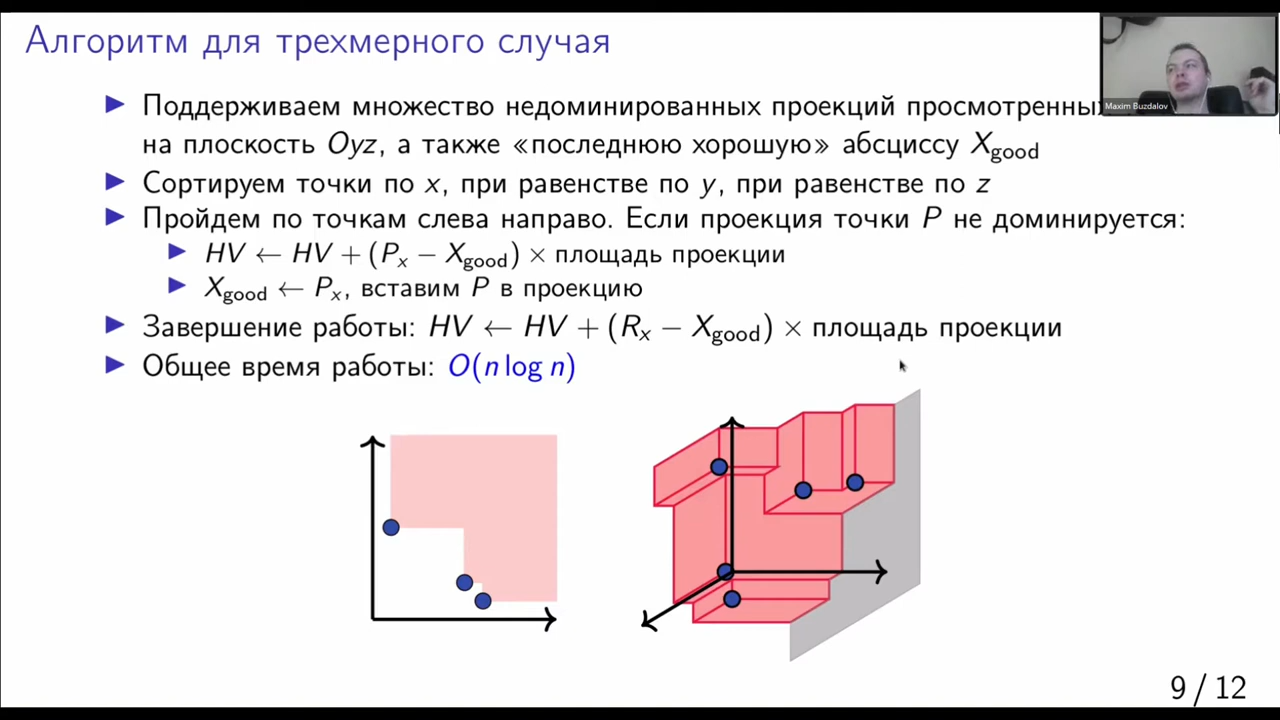 Алгоритм для трехмерного случая
Maxim Buzdalov
▶ Поддерживаем множество недоминированных проекций просмотренных
на плоскость Oyz, а также «последнюю хорошую» абсциссу X_good
▶ Сортируем точки по x, при равенстве по y, при равенстве по z
▶ Пройдем по точкам слева направо. Если проекция точки P не доминируется:
▶ HV ← HV + (P_x − X_good) × площадь проекции
▶ X_good ← P_x, вставим P в проекцию
▶ Завершение работы: HV ← HV + (R_x − X_good) × площадь проекции
▶ Общее время работы: O(n log n)
9 / 12